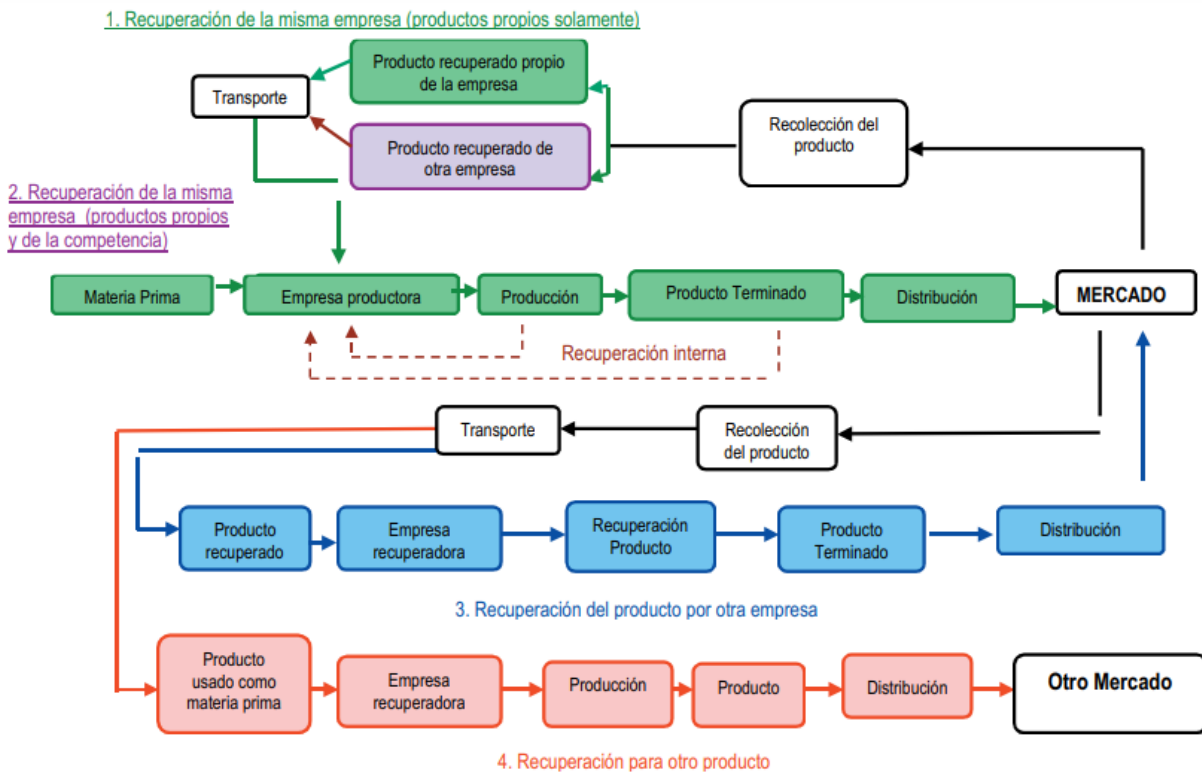 1. Recuperación de la misma empresa (productos propios solamente)
Producto recuperado propio
de la empresa
Transporte
Producto recuperado de
otra empresa
Recolección del
producto
2. Recuperación de la misma
empresa (productos propios
y de la competencia)
Materia Prima
Empresa productora
Producción
Producto Terminado
Distribución
MERCADO
Recuperación interna
Transporte
Recolección
del producto
Producto
recuperado
Empresa
recuperadora
Recuperación
Producto
Producto
Terminado
Distribución
3. Recuperación del producto por otra empresa
Producto
usado como
materia prima
Empresa
recuperadora
Producción
Producto
Distribución
Otro Mercado
4. Recuperación para otro producto